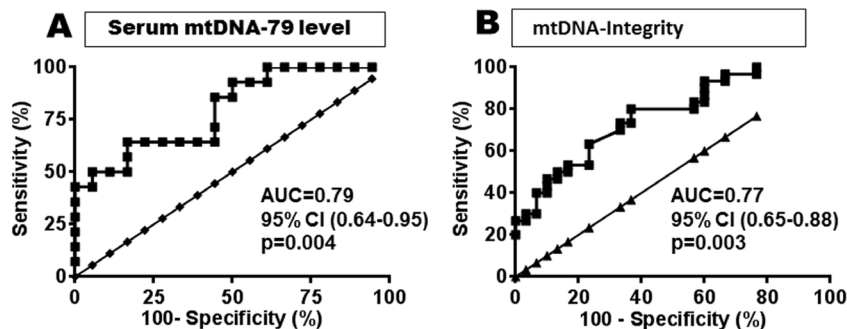 A
Serum mtDNA-79 level
100
75
50
25
0
Sensitivity (%)
AUC=0.79
95% CI (0.64-0.95)
p=0.004
0 25 50 75 100
100- Specificity (%)
B
mtDNA-Integrity
100
80
60
40
20
0
Sensitivity (%)
AUC=0.77
95% CI (0.65-0.88)
p=0.003
0 20 40 60 80 100
100 - Specificity (%)